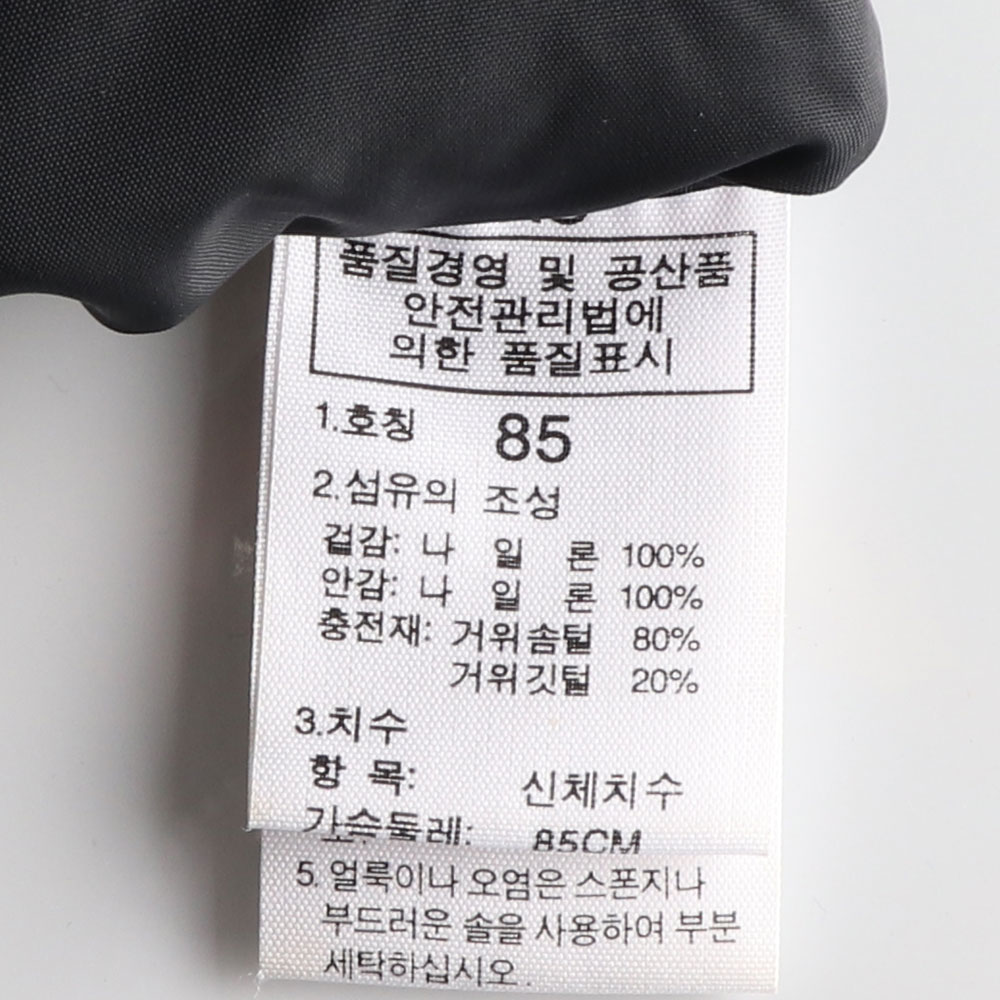 품질경영 및 공산품
안전관리법에
의한 품질표시
1.호칭 85
2.섬유의 조성
겉감: 나 일 론 100%
안감: 나 일 론 100%
충전재: 거위솜털 80%
거위깃털 20%
3.치수
항 목: 신체치수
가슴둘레: 85CM
5. 얼룩이나 오염은 스폰지나
부드러운 솔을 사용하여 부분
세탁하십시오.